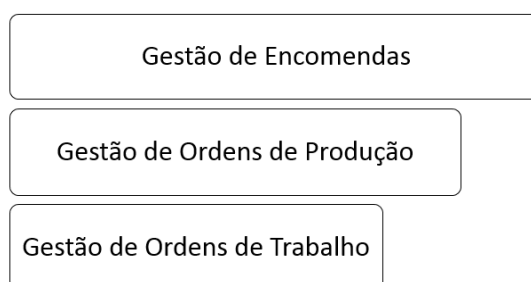 Gestão de Encomendas
Gestão de Ordens de Produção
Gestão de Ordens de Trabalho